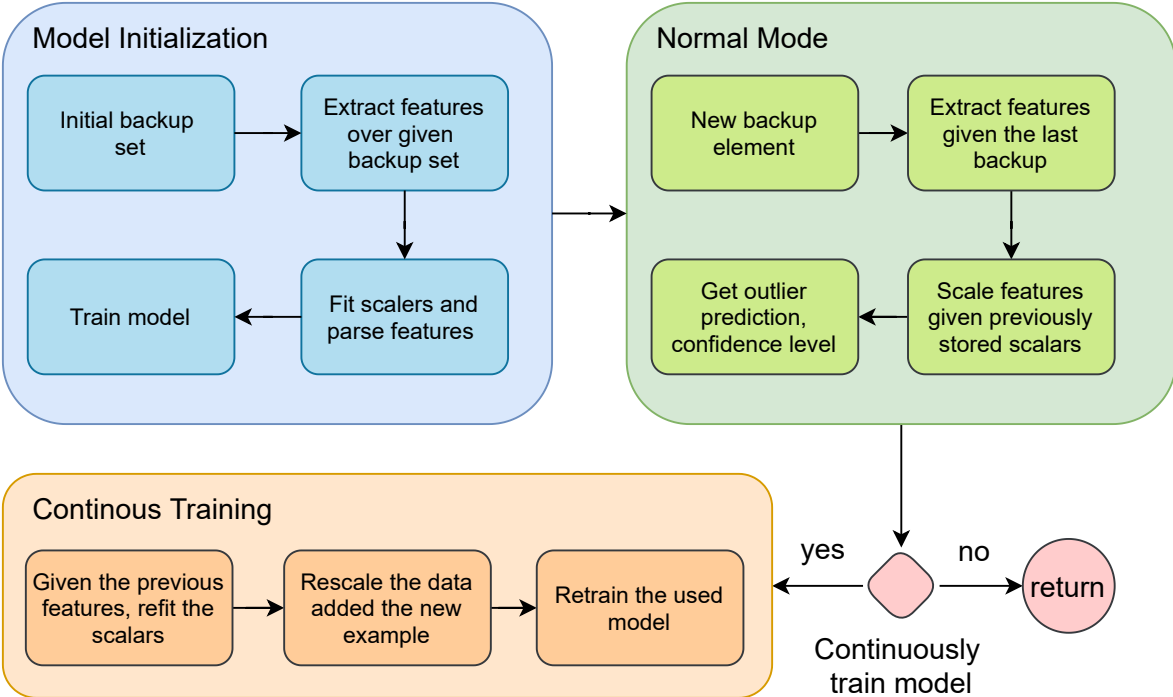 Model Initialization
Initial backup
set
Extract features
over given
backup set
Train model
Fit scalers and
parse features
Normal Mode
New backup
element
Extract features
given the last
backup
Get outlier
prediction,
confidence level
Scale features
given previously
stored scalars
Continous Training
Given the previous
features, refit the
scalars
Rescale the data
added the new
example
Retrain the used
model
yes
no
return
Continuously
train model